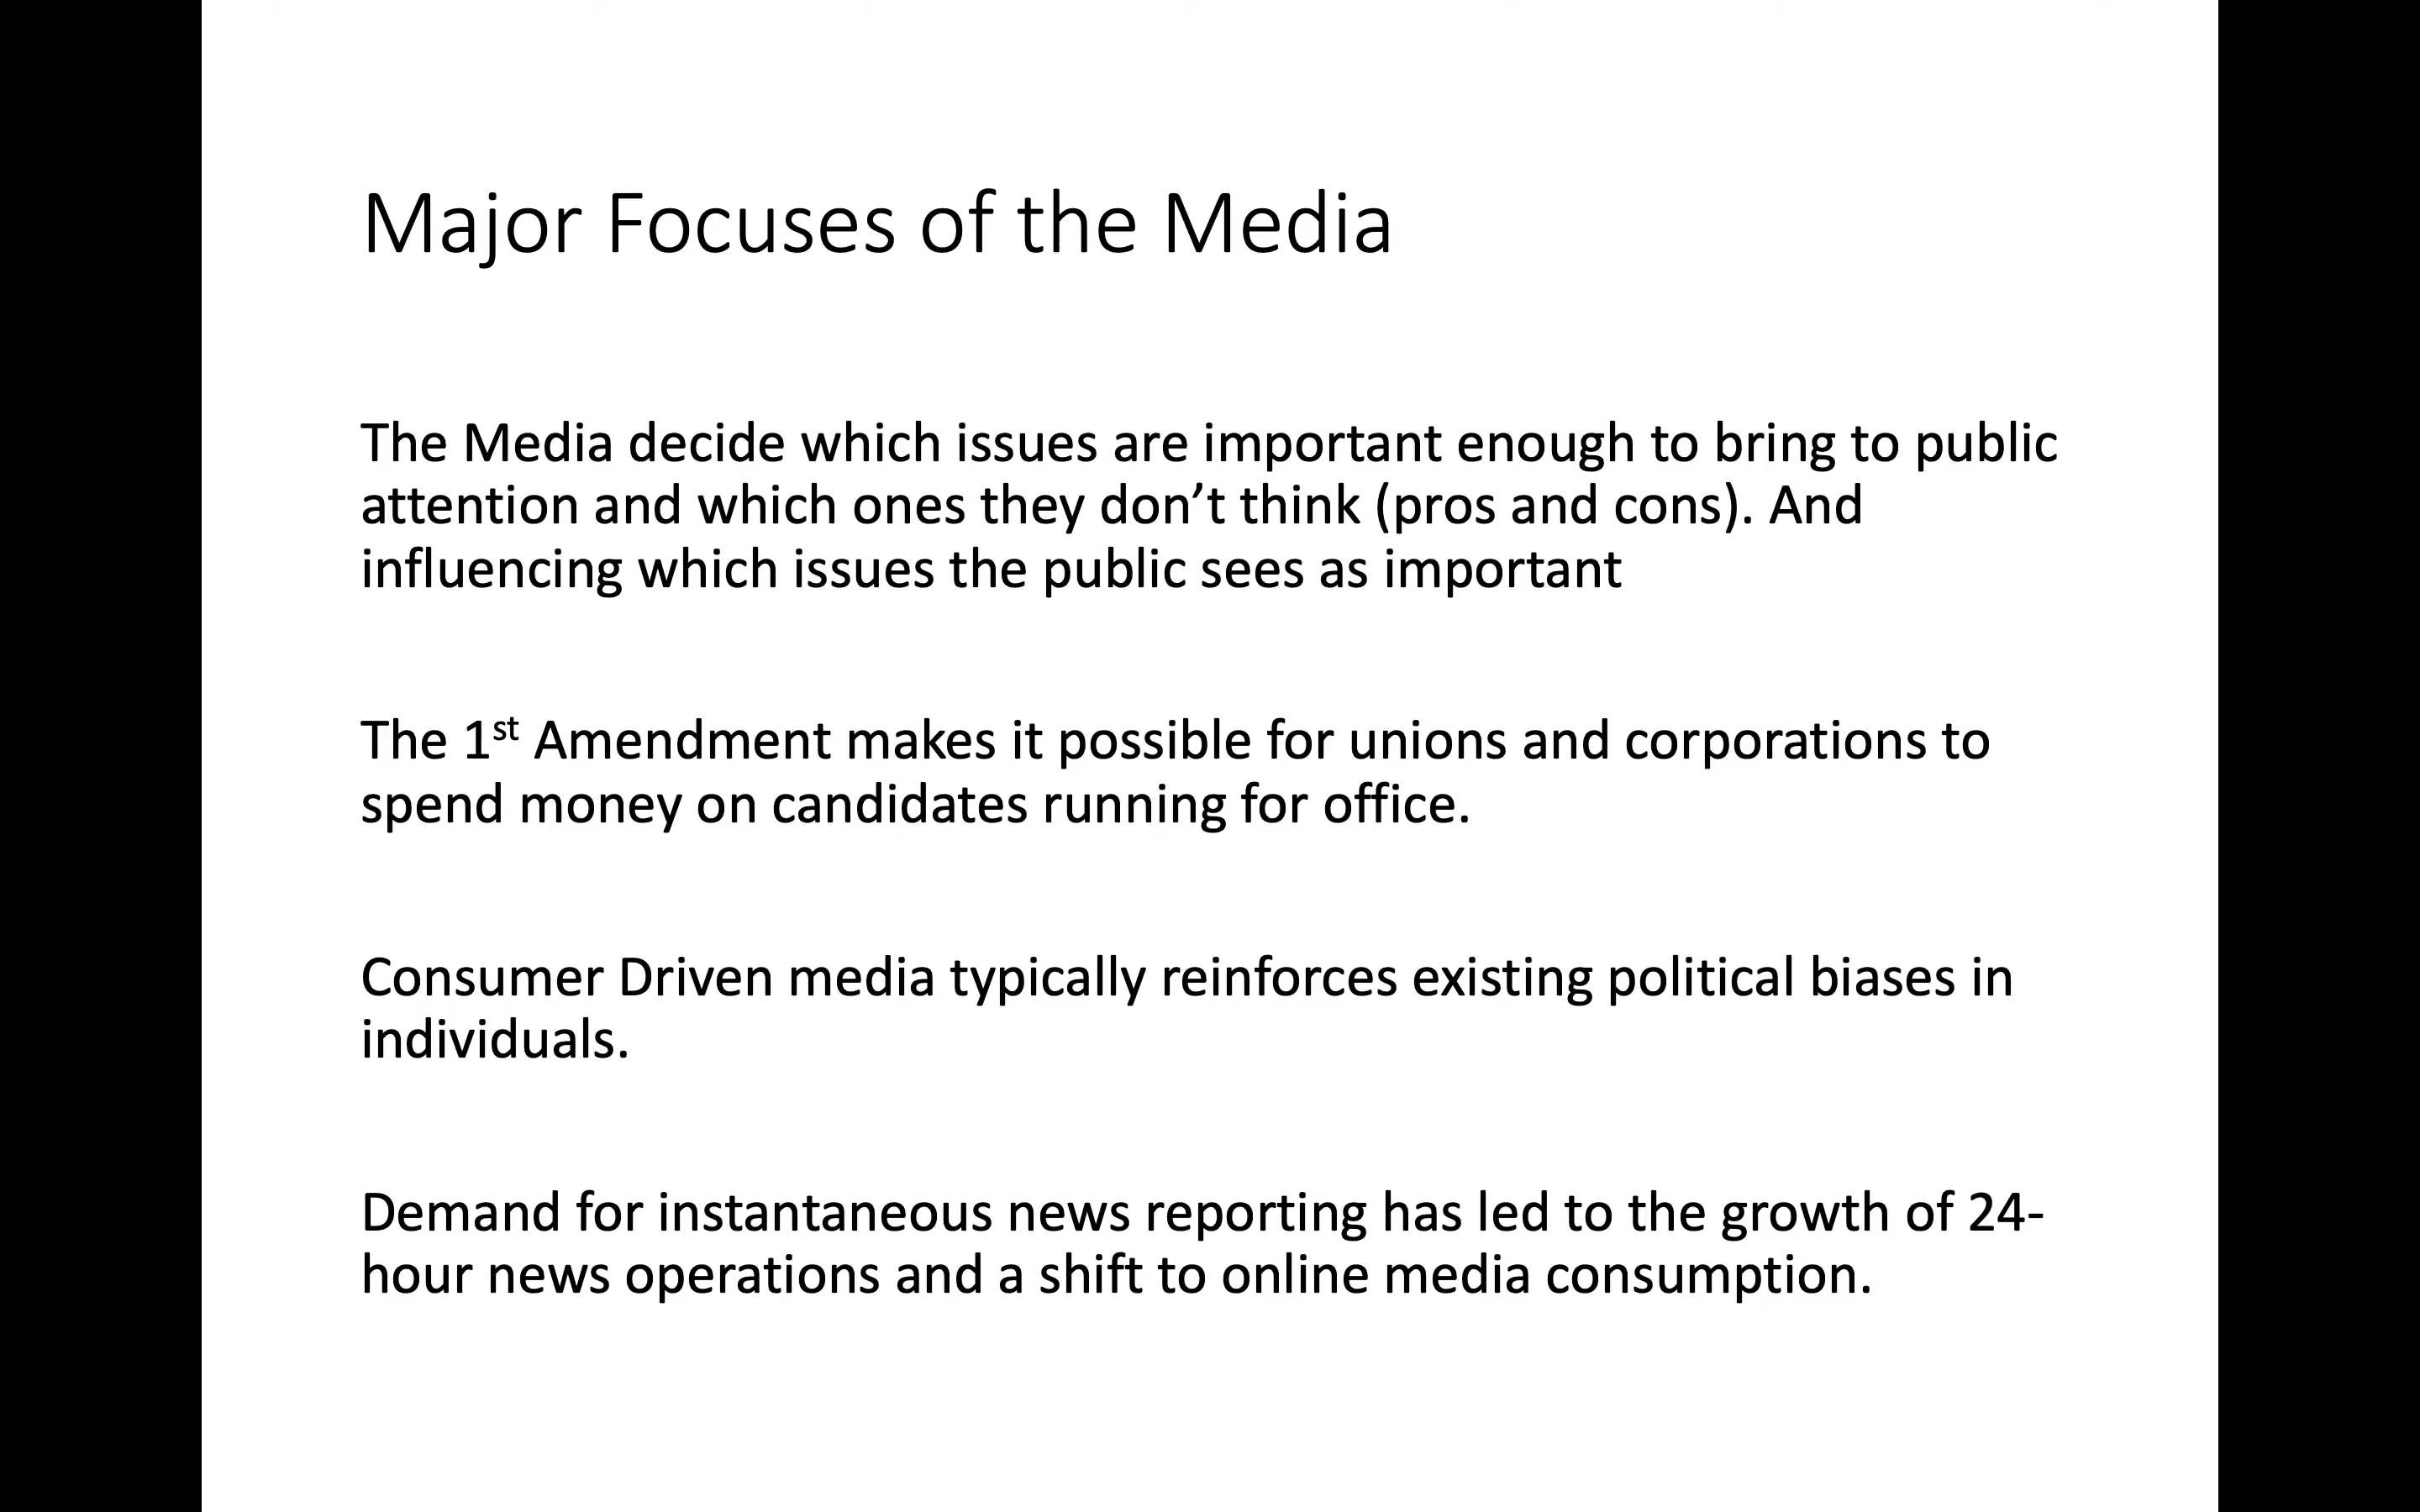 Major Focuses of the Media
The Media decide which issues are important enough to bring to public
attention and which ones they don’t think (pros and cons). And
influencing which issues the public sees as important
The 1st Amendment makes it possible for unions and corporations to
spend money on candidates running for office.
Consumer Driven media typically reinforces existing political biases in
individuals.
Demand for instantaneous news reporting has led to the growth of 24-
hour news operations and a shift to online media consumption.